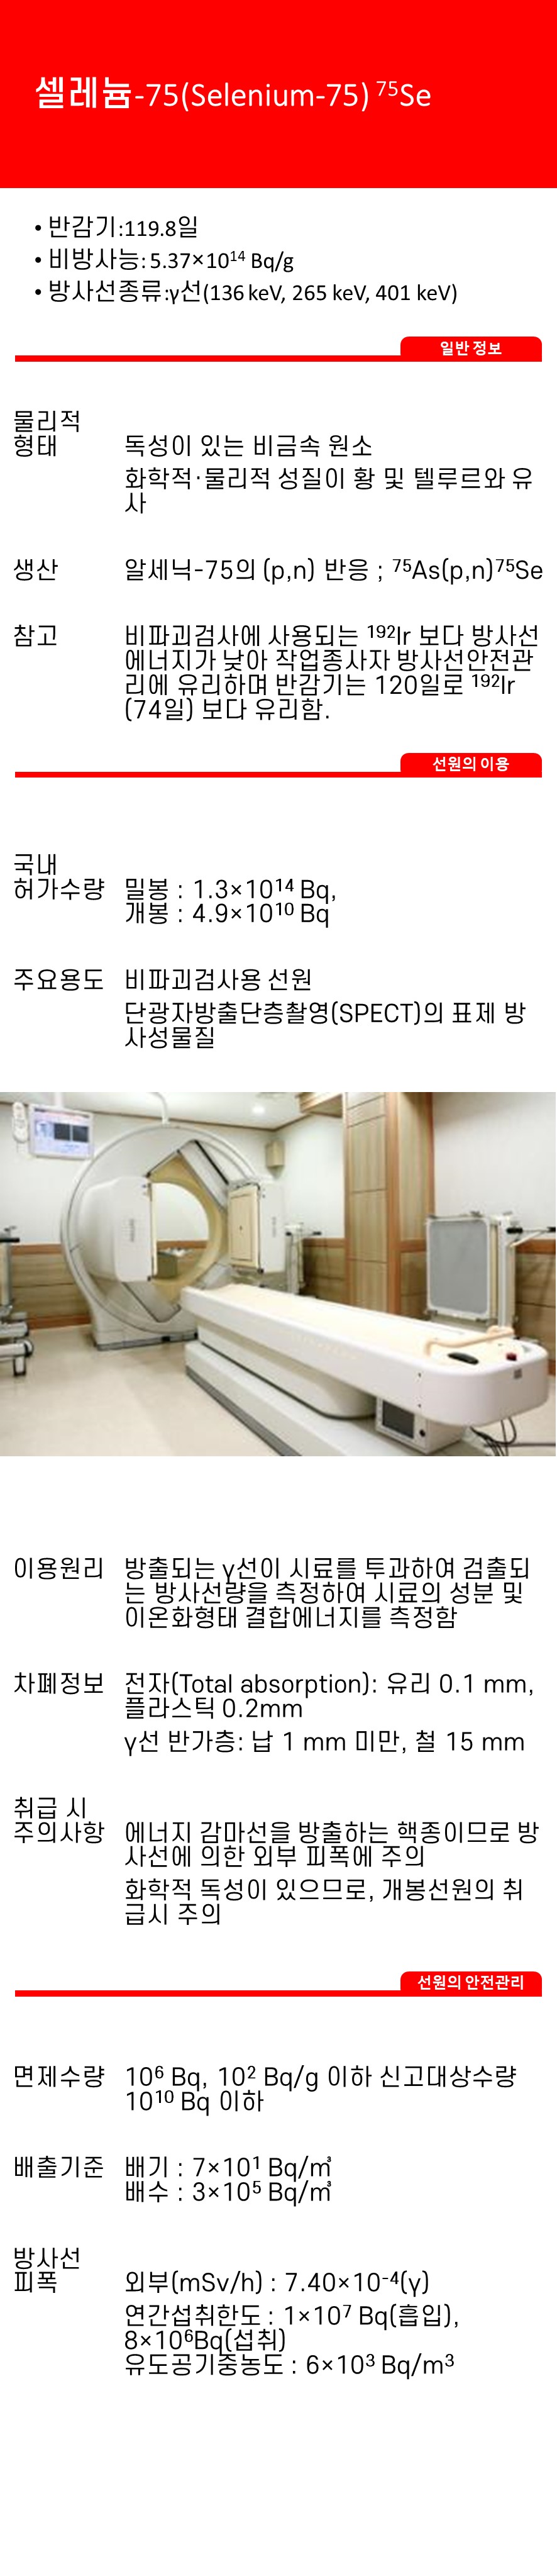 셀레늄-75(Selenium-75) ⁷⁵Se
• 반감기:119.8일
• 비방사능: 5.37×10¹⁴ Bq/g
• 방사선종류:γ선(136 keV, 265 keV, 401 keV)
일반 정보
물리적
형태 독성이 있는 비금속 원소
화학적·물리적 성질이 황 및 텔루르와 유
사
생산 알세닉-75의 (p,n) 반응 ; ⁷⁵As(p,n)⁷⁵Se
참고 비파괴검사에 사용되는 ¹⁹²Ir 보다 방사선
에너지가 낮아 작업종사자 방사선안전관
리에 유리하며 반감기는 120일로 ¹⁹²Ir
(74일) 보다 유리함.
선원의 이용
국내
허가수량 밀봉 : 1.3×10¹⁴ Bq,
개봉 : 4.9×10¹⁰ Bq
주요용도 비파괴검사용 선원
단광자방출단층촬영(SPECT)의 표제 방
사성물질
이용원리 방출되는 γ선이 시료를 투과하여 검출되
는 방사선량을 측정하여 시료의 성분 및
이온화형태 결합에너지를 측정함
차폐정보 전자(Total absorption): 유리 0.1 mm,
플라스틱 0.2mm
γ선 반가층: 납 1 mm 미만, 철 15 mm
취급 시
주의사항 에너지 감마선을 방출하는 핵종이므로 방
사선에 의한 외부 피폭에 주의
화학적 독성이 있으므로, 개봉선원의 취
급시 주의
선원의 안전관리
면제수량 10⁶ Bq, 10² Bq/g 이하 신고대상수량
10¹⁰ Bq 이하
배출기준 배기 : 7×10¹ Bq/㎥
배수 : 3×10⁵ Bq/㎥
방사선
피폭 외부(mSv/h) : 7.40×10⁻⁴(γ)
연간섭취한도 : 1×10⁷ Bq(흡입),
8×10⁶Bq(섭취)
유도공기중농도 : 6×10³ Bq/m³